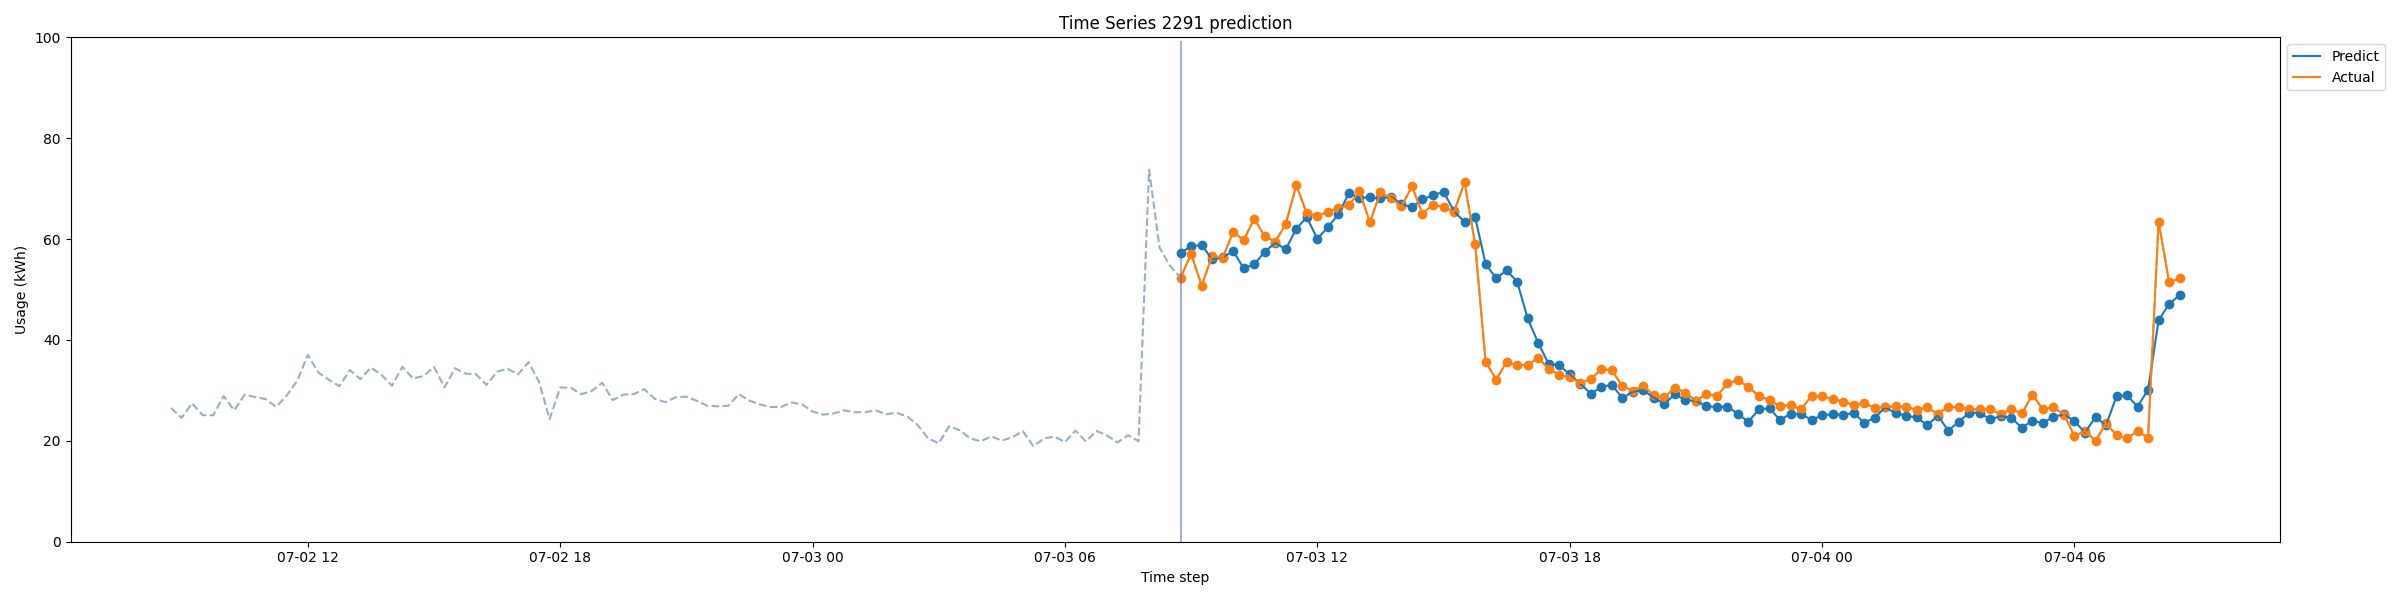 Time Series 2291 prediction
100
80
60
40
20
0
Usage (kWh)
07-02 12
07-02 18
07-03 00
07-03 06
07-03 12
07-03 18
07-04 00
07-04 06
Time step
Predict
Actual